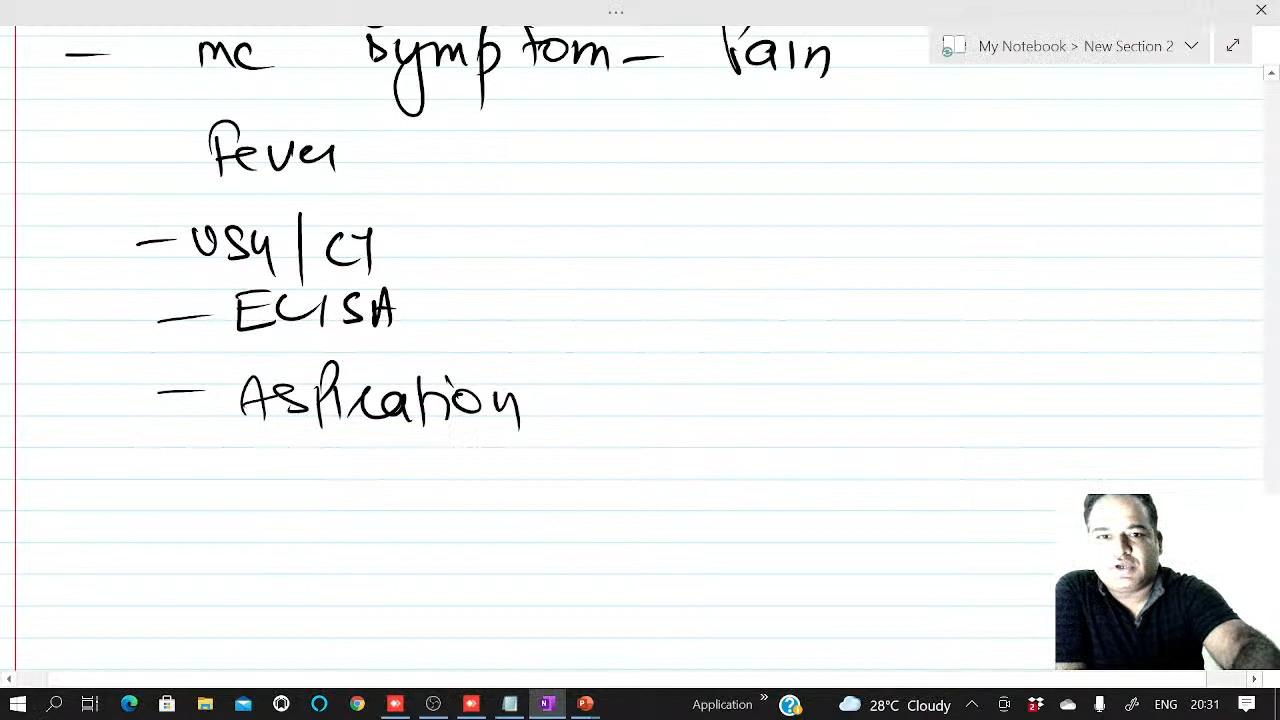 ...
- mc Symptom - Pain
My Notebook > New Section 2
Fever
- USG | CT
- ELISA
- Aspiration
Application
»
28°C Cloudy
ENG
20:31